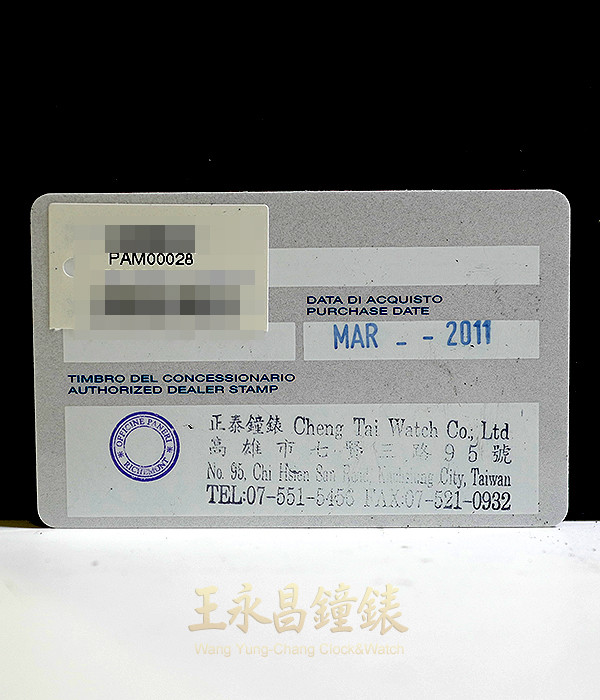 PAM00028
DATA DI ACQUISTO
PURCHASE DATE
MAR - - 2011
TIMBRO DEL CONCESSIONARIO
AUTHORIZED DEALER STAMP
OFFICINE PANERAI
RICHEMONT
正泰鐘錶 Cheng Tai Watch Co., Ltd
高雄市七賢三路95號
No. 95, Chi Hsien San Road, Kaohsiung City, Taiwan
TEL:07-551-5456 FAX:07-521-0932
王永昌鐘錶
Wang Yung-Chang Clock&Watch